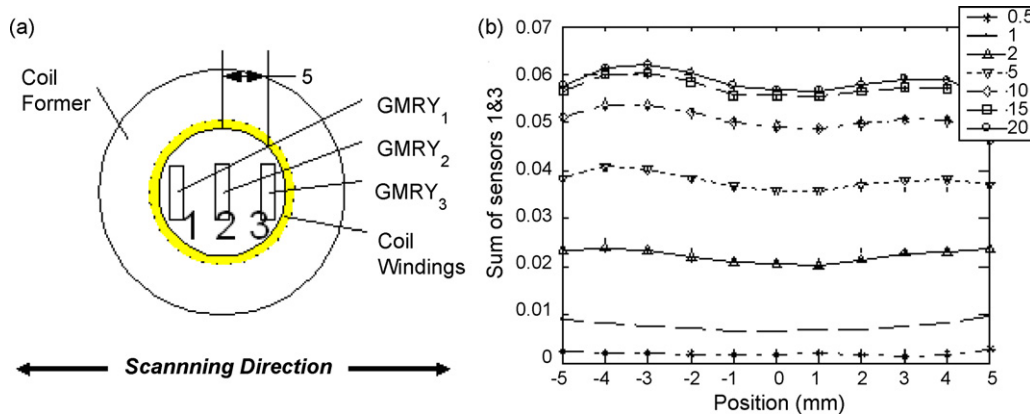 (a)
5
Coil
Former
GMRY1
GMRY2
GMRY3
1 2 3
Coil
Windings
Scannning Direction
(b)
Sum of sensors 1&3
0.07
0.06
0.05
0.04
0.03
0.02
0.01
0
-5 -4 -3 -2 -1 0 1 2 3 4 5
Position (mm)
0.5
1
2
5
10
15
20